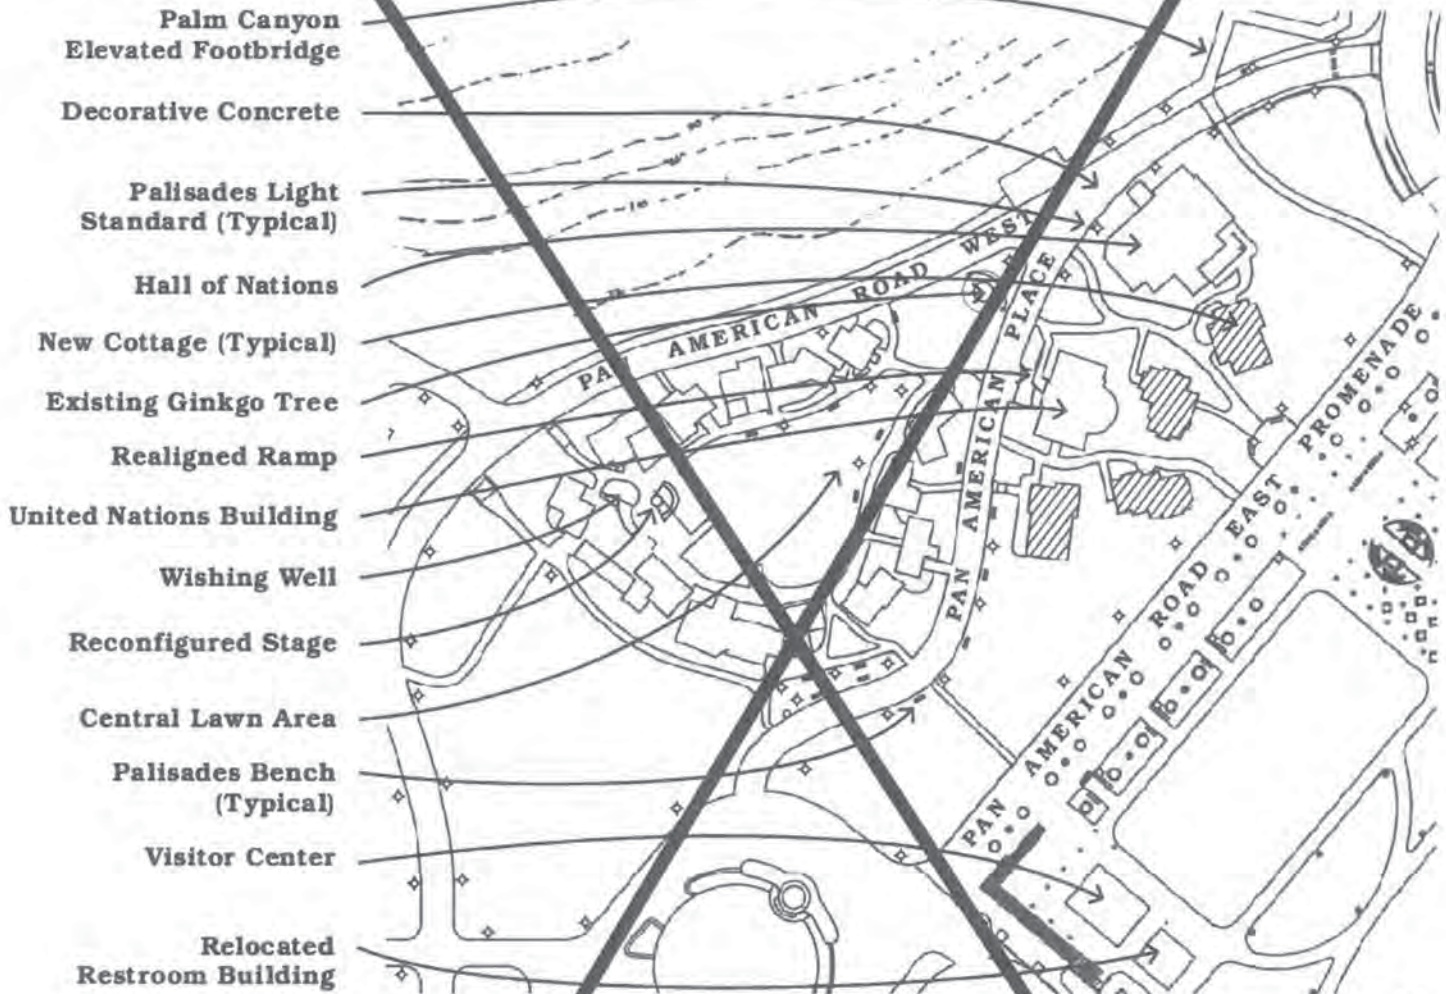 Palm Canyon
Elevated Footbridge
Decorative Concrete
Palisades Light
Standard (Typical)
Hall of Nations
New Cottage (Typical)
Existing Ginkgo Tree
Realigned Ramp
United Nations Building
Wishing Well
Reconfigured Stage
Central Lawn Area
Palisades Bench
(Typical)
Visitor Center
Relocated
Restroom Building
AMERICAN ROAD WEST
PAN AMERICAN PLACE
PAN AMERICAN ROAD EAST PROMENADE